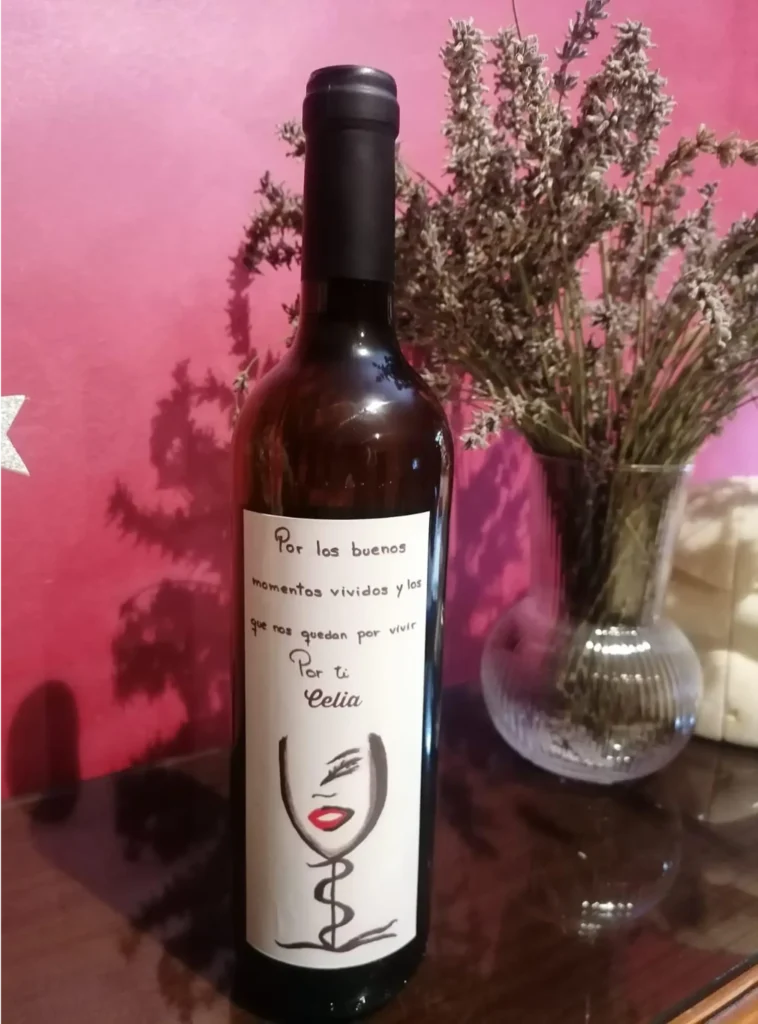 Por los buenos
momentos vividos y los
que nos quedan por vivir
Por ti
Celia